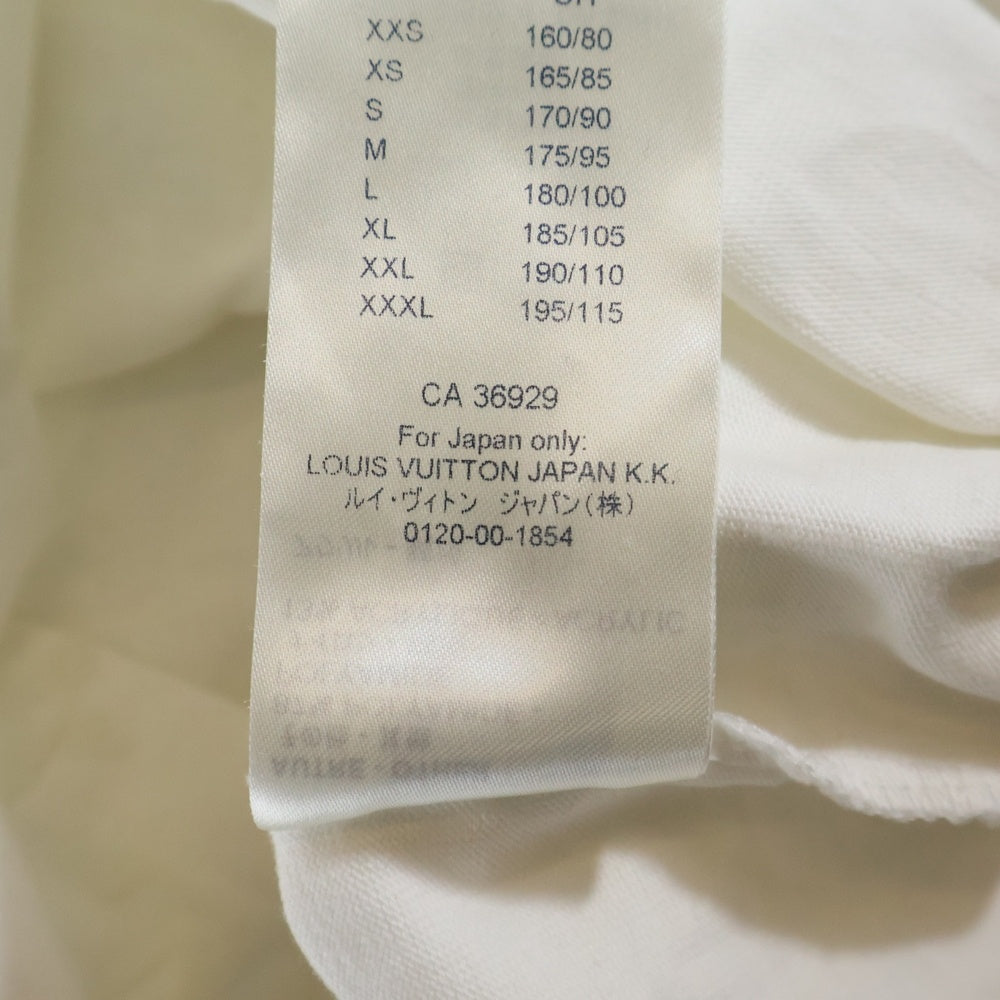 XXS 160/80
XS 165/85
S 170/90
M 175/95
L 180/100
XL 185/105
XXL 190/110
XXXL 195/115
CA 36929
For Japan only:
LOUIS VUITTON JAPAN K.K.
ルイ・ヴィトン ジャパン(株)
0120-00-1854
AUTRE - OTHER